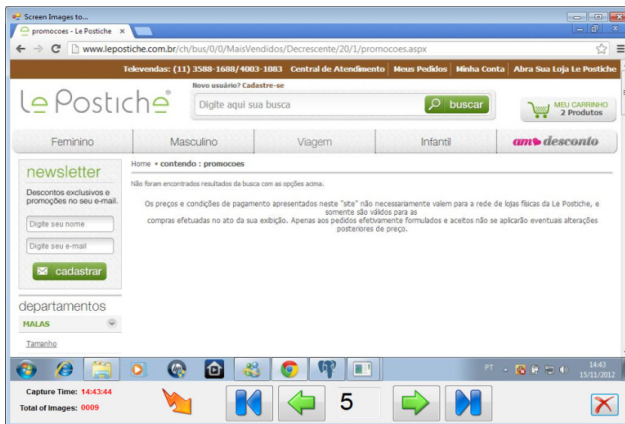 Screen Images to...
promocoes - Le Postiche
www.lepostiche.com.br/ch/bus/0/0/MaisVendidos/Decrescente/20/1/promocoes.aspx
Televendas: (11) 3588-1688/4003-1083 Central de Atendimento Meus Pedidos Minha Conta Abra Sua Loja Le Postiche
Le Postiche
Novo usuário? Cadastre-se
Digite aqui sua busca
buscar
MEU CARRINHO
2 Produtos
Feminino Masculino Viagem Infantil amo desconto
newsletter
Descontos exclusivos e
promoções no seu e-mail.
Digite seu nome
Digite seu e-mail
cadastrar
departamentos
MALAS
Tamanho
Home • contendo : promocoes
Não foram encontrados resultados da busca com as opções acima.
Os preços e condições de pagamento apresentados neste "site" não necessariamente valem para a rede de lojas físicas da Le Postiche, e
somente são válidos para as
compras efetuadas no ato da sua exibição. Apenas aos pedidos efetivamente formulados e aceitos não se aplicarão eventuais alterações
posteriores de preço.
PT
14:43
15/11/2012
Capture Time: 14:43:44
Total of Images: 0009
5